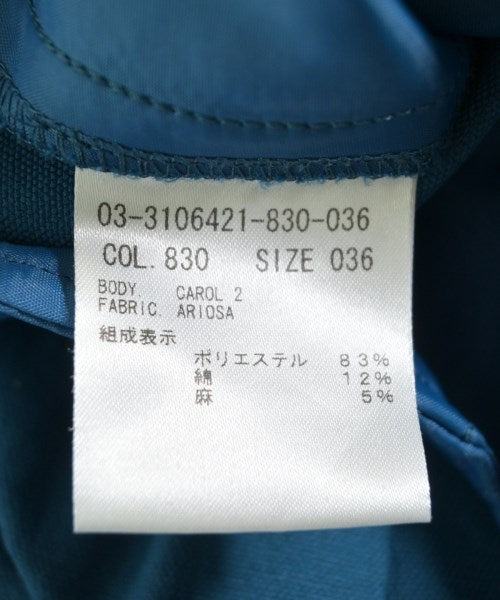 03-3106421-830-036
COL. 830 SIZE 036
BODY. CAROL 2
FABRIC. ARIOSA
組成表示
ポリエステル 83%
綿 12%
麻 5%